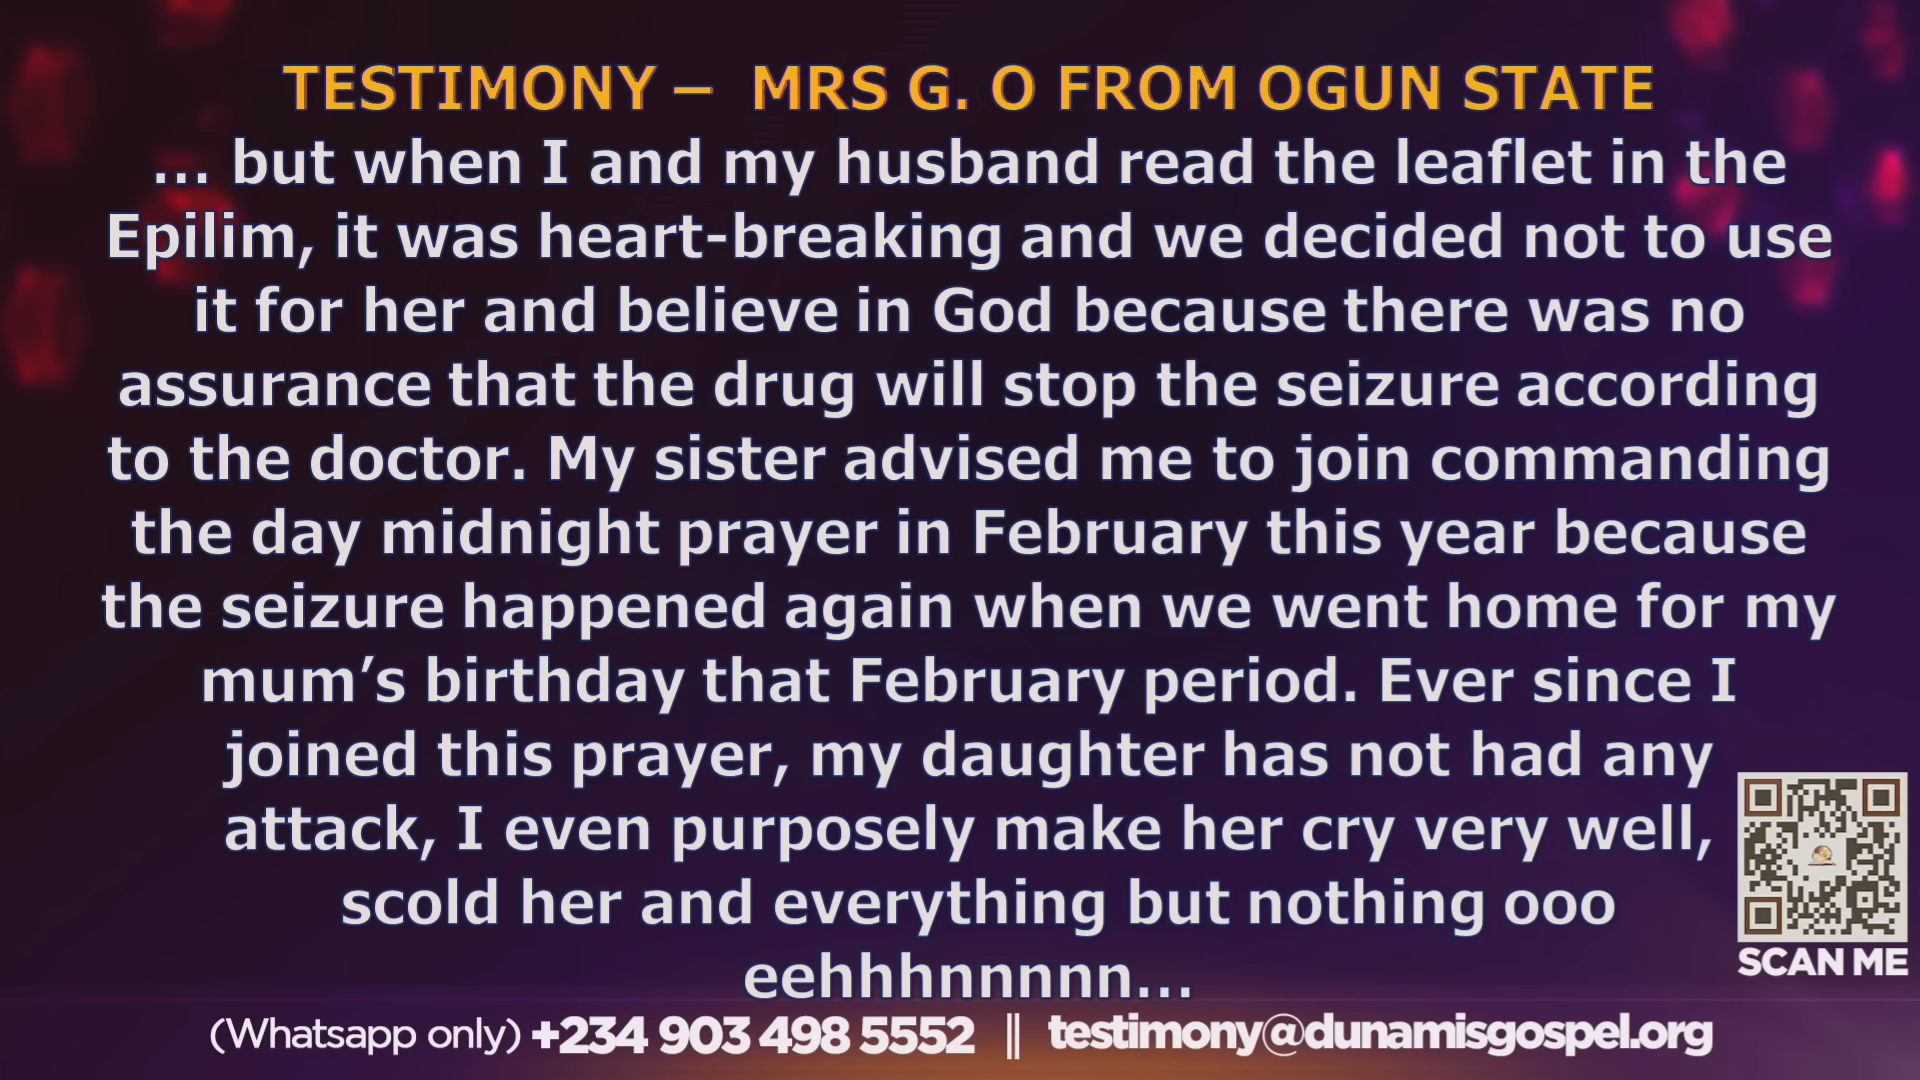 TESTIMONY – MRS G. O FROM OGUN STATE
... but when I and my husband read the leaflet in the
Epilim, it was heart-breaking and we decided not to use
it for her and believe in God because there was no
assurance that the drug will stop the seizure according
to the doctor. My sister advised me to join commanding
the day midnight prayer in February this year because
the seizure happened again when we went home for my
mum’s birthday that February period. Ever since I
joined this prayer, my daughter has not had any
attack, I even purposely make her cry very well,
scold her and everything but nothing ooo
eehhhnnnnn...
SCAN ME
(Whatsapp only) +234 903 498 5552 || testimony@dunamisgospel.org